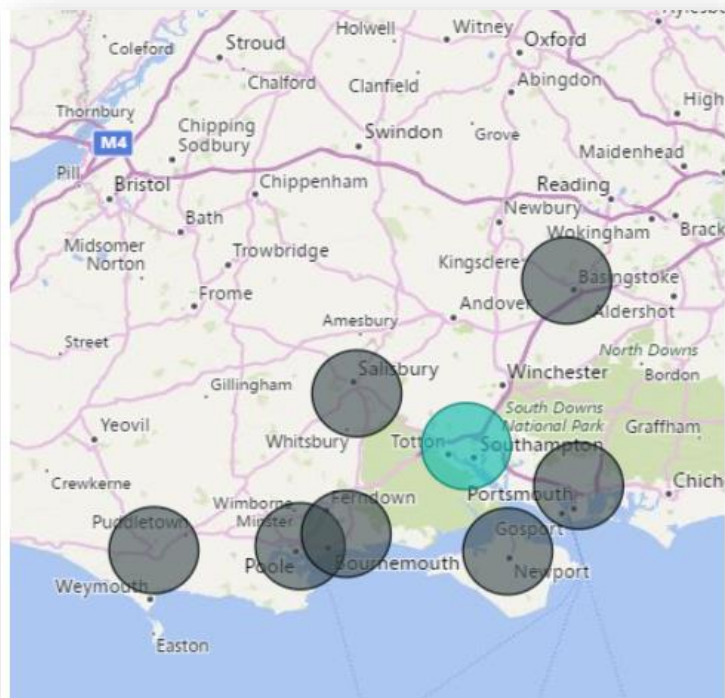 Coleford
Stroud
Holwell
Witney
Oxford
Chalford
Clanfield
Abingdon
Thornbury
High
M4
Chipping
Sodbury
Swindon
Grove
Maidenhead
Pill
Bristol
Chippenham
Reading
Bath
Newbury
Wokingham
Brack
Midsomer
Norton
Trowbridge
Kingsclere
Basingstoke
Frome
Andover
Aldershot
Amesbury
Street
North Downs
Salisbury
Winchester
Bordon
Gillingham
South Downs
National Park
Yeovil
Whitsbury
Totton
Southampton
Graffham
Crewkerne
Portsmouth
Chich
Wimborne
Minster
Ferndown
Puddletown
Gosport
Poole
Bournemouth
Newport
Weymouth
Easton